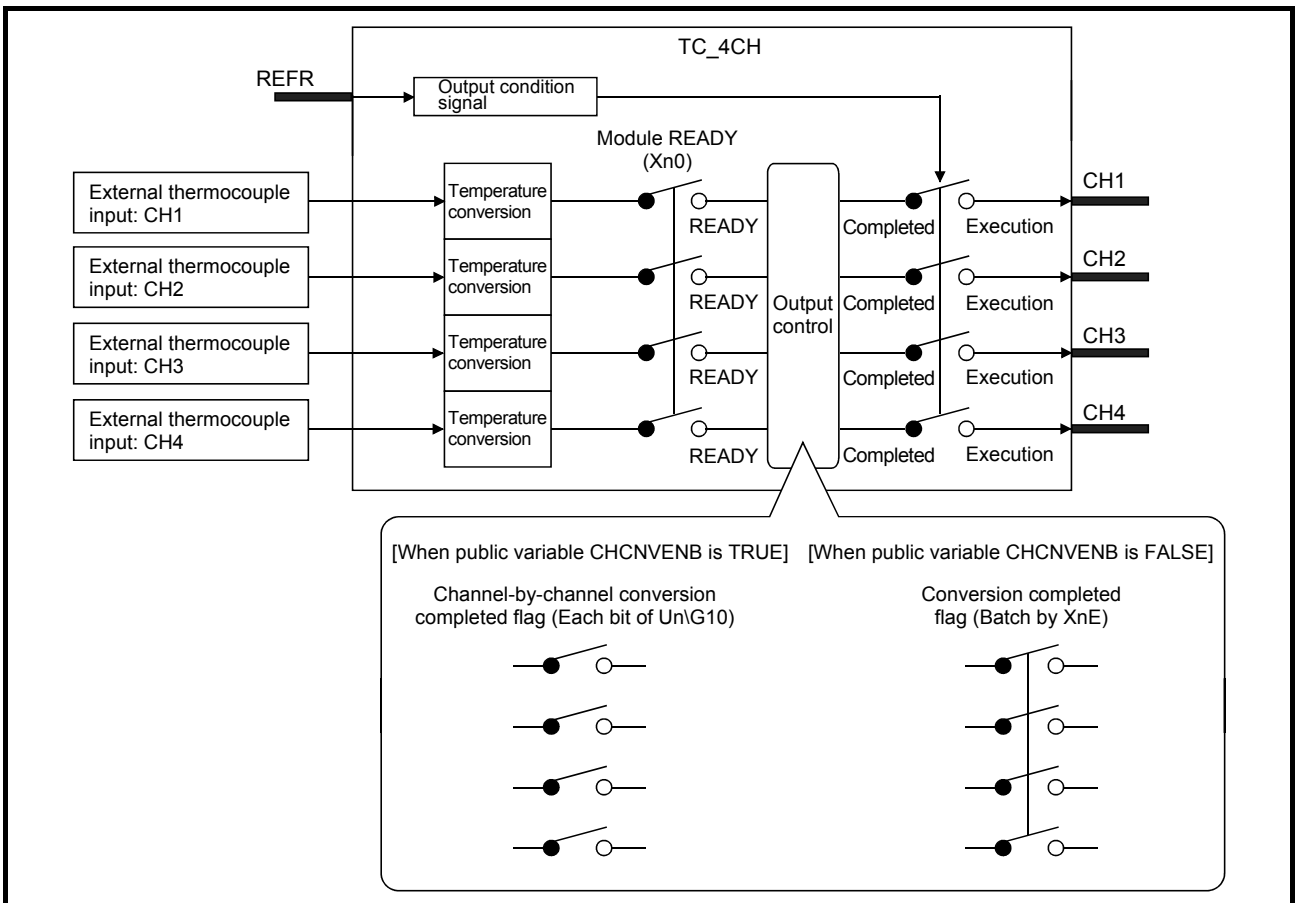 TC_4CH
REFR
Output condition
signal
Module READY
(Xn0)
External thermocouple
input: CH1
Temperature
conversion
READY
Completed
Execution
CH1
External thermocouple
input: CH2
Temperature
conversion
READY
Completed
Execution
CH2
Output
control
External thermocouple
input: CH3
Temperature
conversion
READY
Completed
Execution
CH3
External thermocouple
input: CH4
Temperature
conversion
READY
Completed
Execution
CH4
[When public variable CHCNVENB is TRUE]
Channel-by-channel conversion
completed flag (Each bit of Un\G10)
[When public variable CHCNVENB is FALSE]
Conversion completed
flag (Batch by XnE)